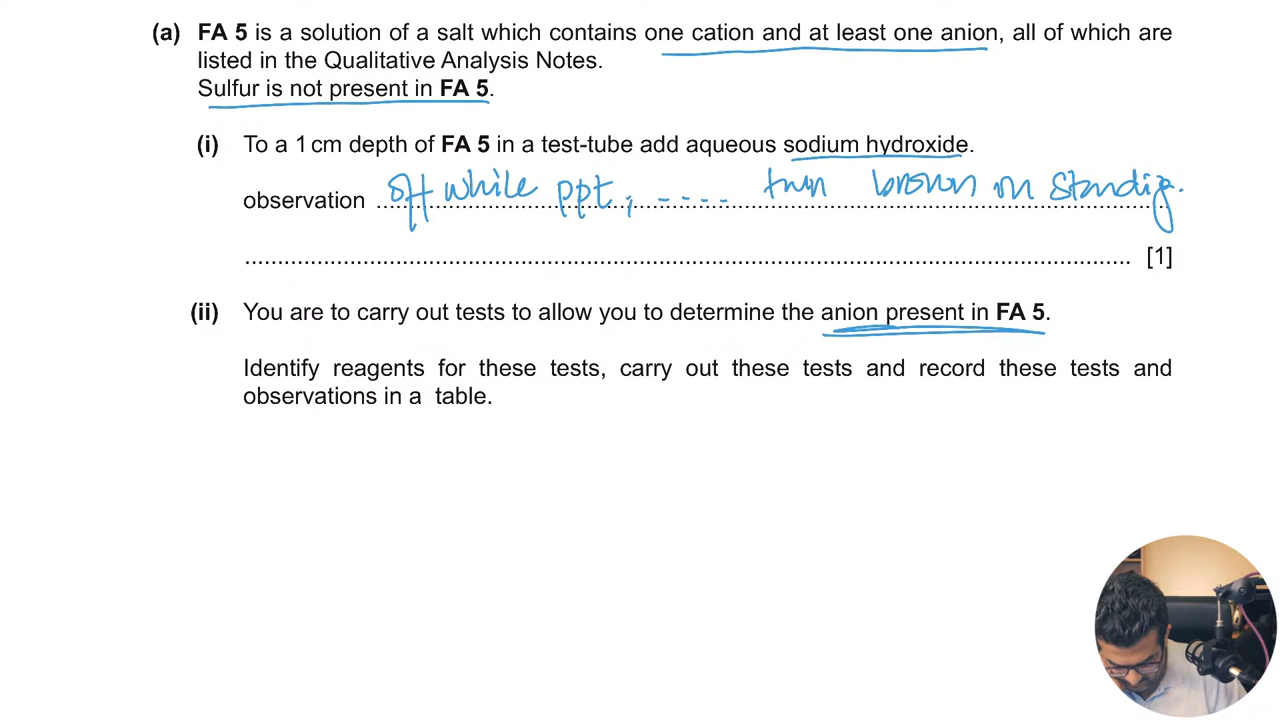 (a) FA 5 is a solution of a salt which contains one cation and at least one anion, all of which are
listed in the Qualitative Analysis Notes.
Sulfur is not present in FA 5.
(i) To a 1 cm depth of FA 5 in a test-tube add aqueous sodium hydroxide.
observation off while ppt, .... turn brown on standig.
[1]
(ii) You are to carry out tests to allow you to determine the anion present in FA 5.
Identify reagents for these tests, carry out these tests and record these tests and
observations in a table.